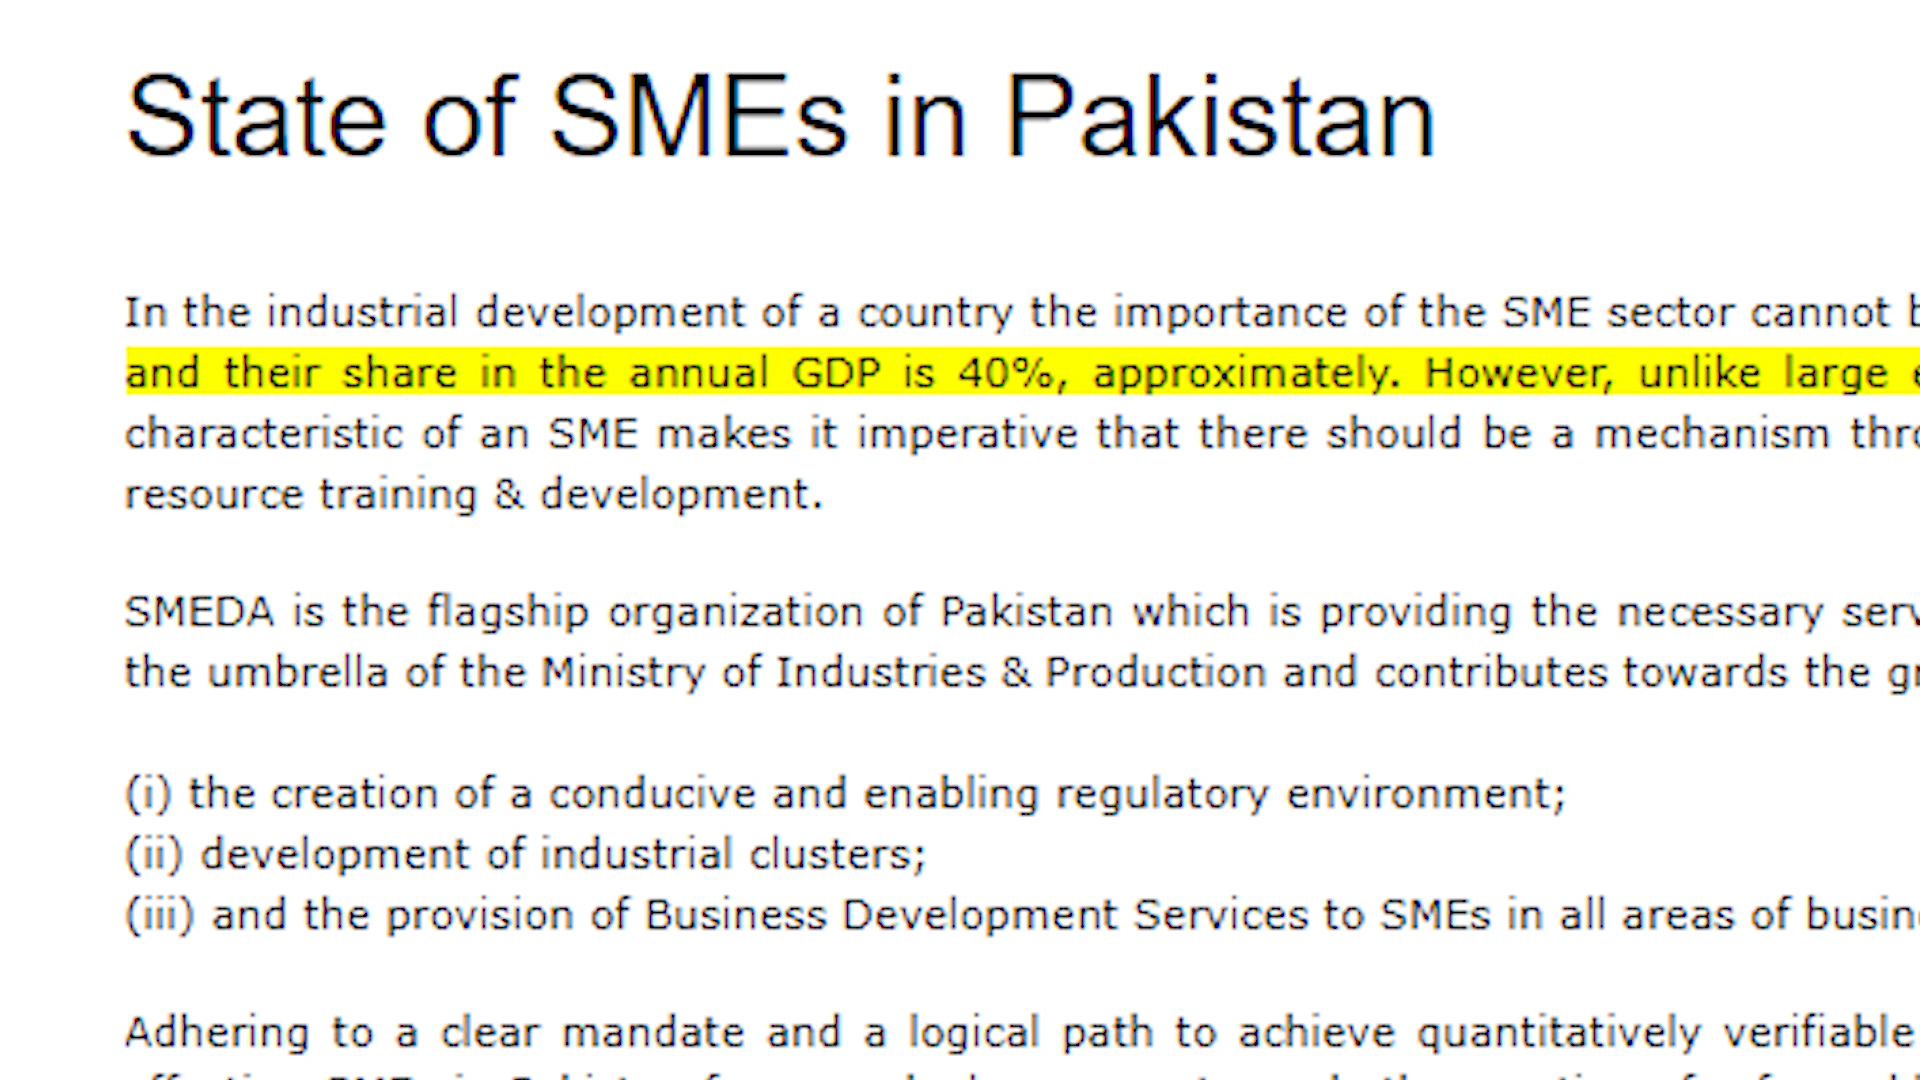 State of SMEs in Pakistan
In the industrial development of a country the importance of the SME sector cannot
and their share in the annual GDP is 40%, approximately. However, unlike large
characteristic of an SME makes it imperative that there should be a mechanism
resource training & development.
SMEDA is the flagship organization of Pakistan which is providing the necessary
the umbrella of the Ministry of Industries & Production and contributes towards the
(i) the creation of a conducive and enabling regulatory environment;
(ii) development of industrial clusters;
(iii) and the provision of Business Development Services to SMEs in all areas of
Adhering to a clear mandate and a logical path to achieve quantitatively verifiable